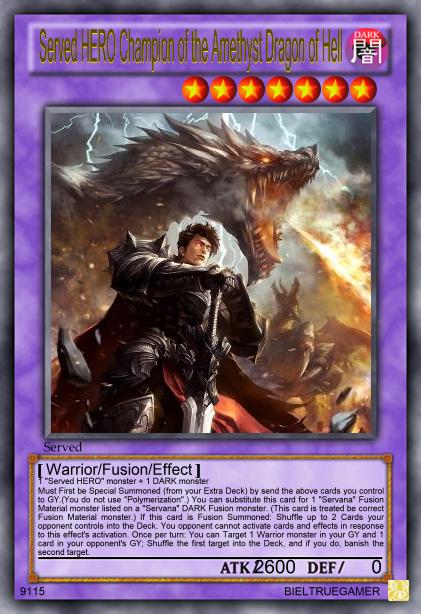 Served HERO Champion of the Amethyst Dragon of Hell
DARK
闇
Served
[ Warrior/Fusion/Effect ]
1 "Served HERO" monster + 1 DARK monster
Must First be Special Summoned (from your Extra Deck) by send the above cards you control
to GY.(You do not use "Polymerization".) You can substitute this card for 1 "Servana" Fusion
Material monster listed on a "Servana" DARK Fusion monster. (This card is treated be correct
Fusion Material monster.) If this card is Fusion Summoned: Shuffle up to 2 Cards your
opponent controls into the Deck. You opponent cannot activate cards and effects in response
to this effect's activation. Once per turn: You can Target 1 Warrior monster in your GY and 1
card in your opponent's GY; Shuffle the first target into the Deck, and if you do, banish the
second target.
ATK 2600 DEF/ 0
9115 BIELTRUEGAMER